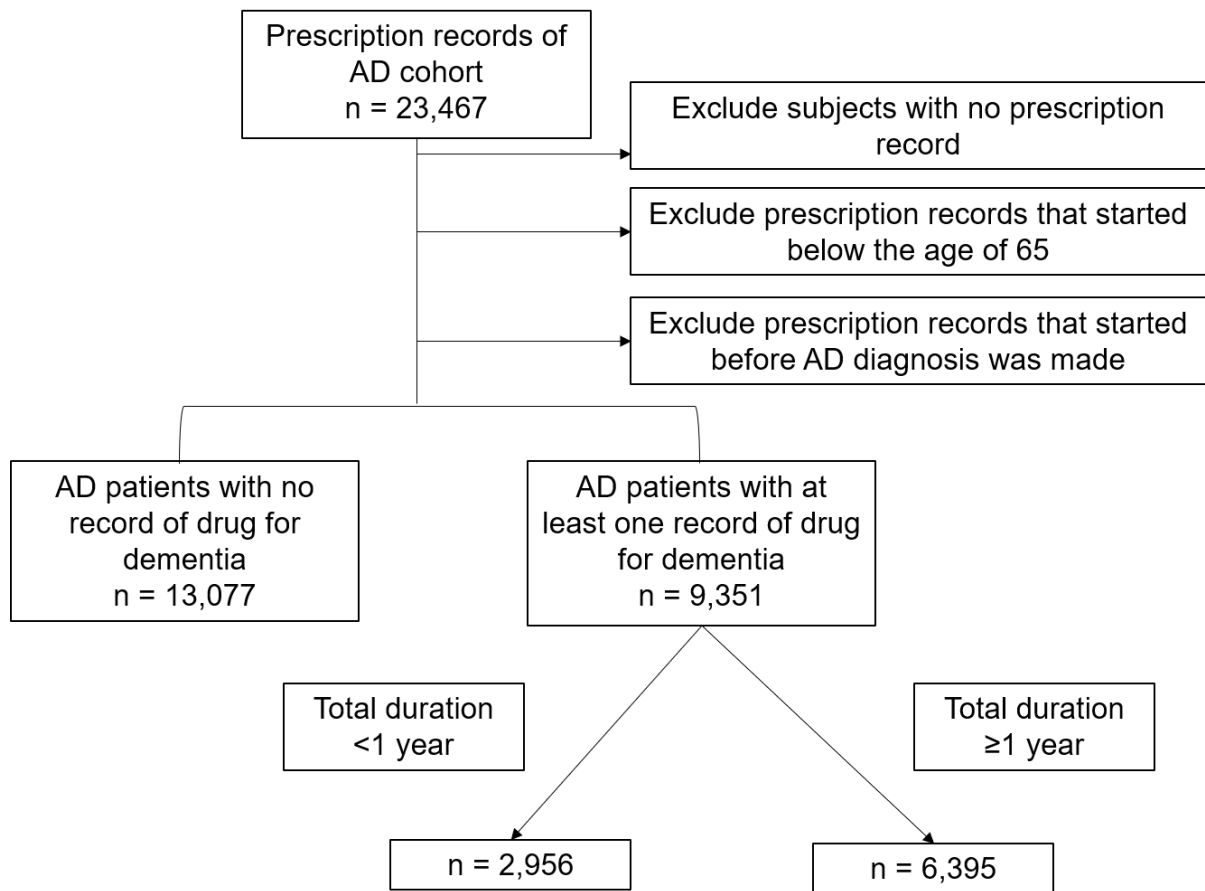 Prescription records of
AD cohort
n = 23,467
Exclude subjects with no prescription
record
Exclude prescription records that started
below the age of 65
Exclude prescription records that started
before AD diagnosis was made
AD patients with no
record of drug for
dementia
n = 13,077
AD patients with at
least one record of drug
for dementia
n = 9,351
Total duration
<1 year
Total duration
≥1 year
n = 2,956
n = 6,395